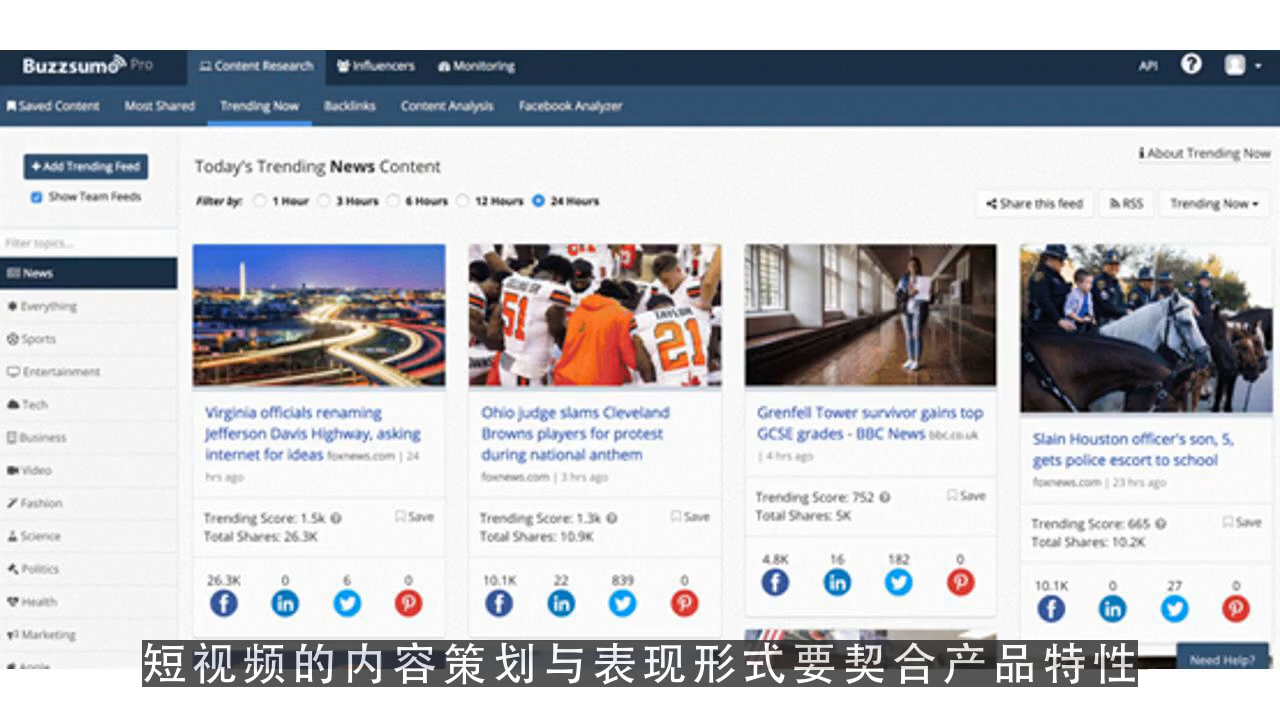 Buzzsumo Pro
Content Research
Influencers
Monitoring
API
?
Saved Content
Most Shared
Trending Now
Backlinks
Content Analysis
Facebook Analyzer
+ Add Trending Feed
Show Team Feeds
Filter topics...
News
Everything
Sports
Entertainment
Tech
Business
Video
Fashion
Science
Politics
Health
Marketing
Apple
Today's Trending News Content
About Trending Now
Filter by: 1 Hour 3 Hours 6 Hours 12 Hours 24 Hours
Share this feed
RSS
Trending Now
Virginia officials renaming
Jefferson Davis Highway, asking
internet for ideas foxnews.com | 24
hrs ago
Trending Score: 1.5k
Save
Total Shares: 26.3K
26.3K 0 6 0
51
TAYLOR
21
Ohio judge slams Cleveland
Browns players for protest
during national anthem
foxnews.com | 3 hrs ago
Trending Score: 1.3k
Save
Total Shares: 10.9K
10.1K 22 839 0
Grenfell Tower survivor gains top
GCSE grades - BBC News bbc.co.uk
| 4 hrs ago
Trending Score: 752
Save
Total Shares: 5K
4.8K 16 182 0
Slain Houston officer's son, 5,
gets police escort to school
foxnews.com | 23 hrs ago
Trending Score: 665
Save
Total Shares: 10.2K
10.1K 0 27 0
Need Help?
短视频的内容策划与表现形式要契合产品特性